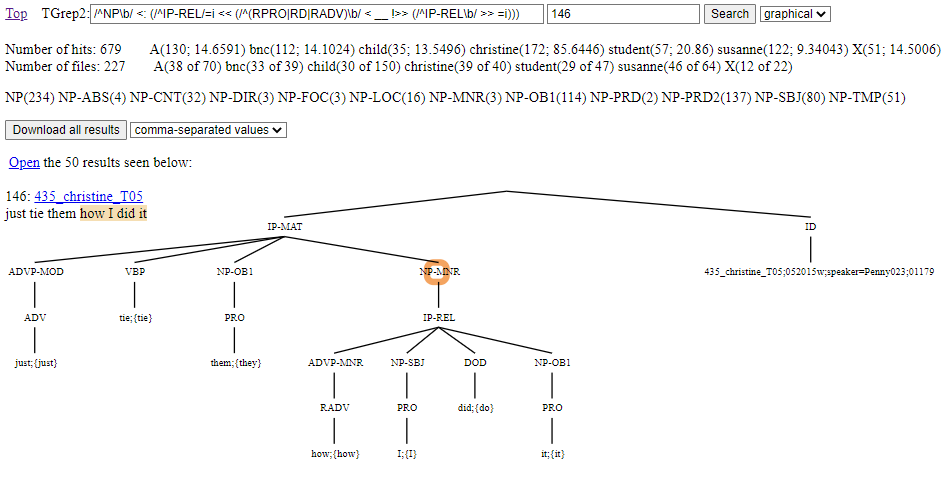 Top TGrep2: /^NP\b/ <: (/^IP-REL/=i << (/^(RPRO|RD|RADV)\b/ < __ !>> (/^IP-REL\b/ >> =i))) 146 Search graphical
Number of hits: 679 A(130; 14.6591) bnc(112; 14.1024) child(35; 13.5496) christine(172; 85.6446) student(57; 20.86) susanne(122; 9.34043) X(51; 14.5006)
Number of files: 227 A(38 of 70) bnc(33 of 39) child(30 of 150) christine(39 of 40) student(29 of 47) susanne(46 of 64) X(12 of 22)
NP(234) NP-ABS(4) NP-CNT(32) NP-DIR(3) NP-FOC(3) NP-LOC(16) NP-MNR(3) NP-OB1(114) NP-PRD(2) NP-PRD2(137) NP-SBJ(80) NP-TMP(51)
Download all results comma-separated values
Open the 50 results seen below:
146: 435_christine_T05
just tie them how I did it
IP-MAT ID
ADVP-MOD VBP NP-OB1 NP-MNR 435_christine_T05;052015w;speaker=Penny023;01179
ADV tie;{tie} PRO IP-REL
just;{just} them;{they} ADVP-MNR NP-SBJ DOD NP-OB1
RADV PRO did;{do} PRO
how;{how} I;{I} it;{it}